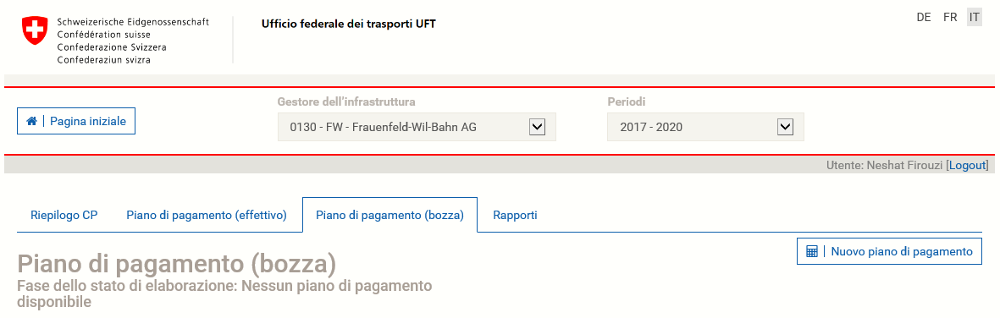 Schweizerische Eidgenossenschaft
Confédération suisse
Confederazione Svizzera
Confederaziun svizra
Ufficio federale dei trasporti UFT
DE FR IT
Pagina iniziale
Gestore dell'infrastruttura
0130 - FW - Frauenfeld-Wil-Bahn AG
Periodi
2017 - 2020
Utente: Neshat Firouzi [Logout]
Riepilogo CP
Piano di pagamento (effettivo)
Piano di pagamento (bozza)
Rapporti
Nuovo piano di pagamento
Piano di pagamento (bozza)
Fase dello stato di elaborazione: Nessun piano di pagamento
disponibile